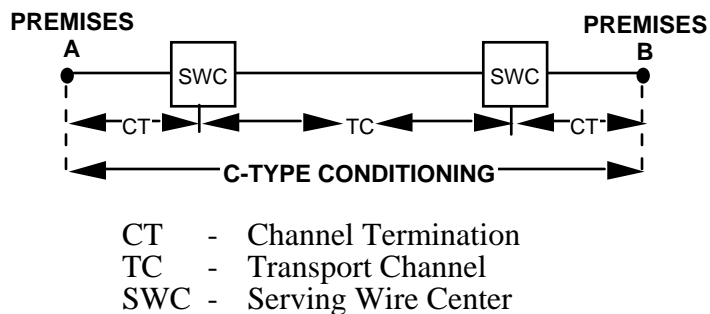 PREMISES A
PREMISES B
SWC
SWC
CT
TC
CT
C-TYPE CONDITIONING
CT - Channel Termination
TC - Transport Channel
SWC - Serving Wire Center